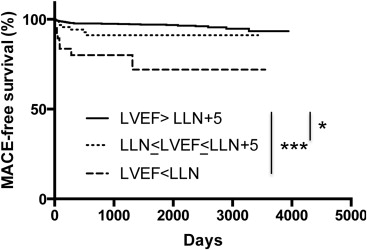 MACE-free survival (%)
100
50
0
LVEF> LLN+5
LLN≤LVEF≤LLN+5
LVEF<LLN
*
***
0 1000 2000 3000 4000 5000
Days